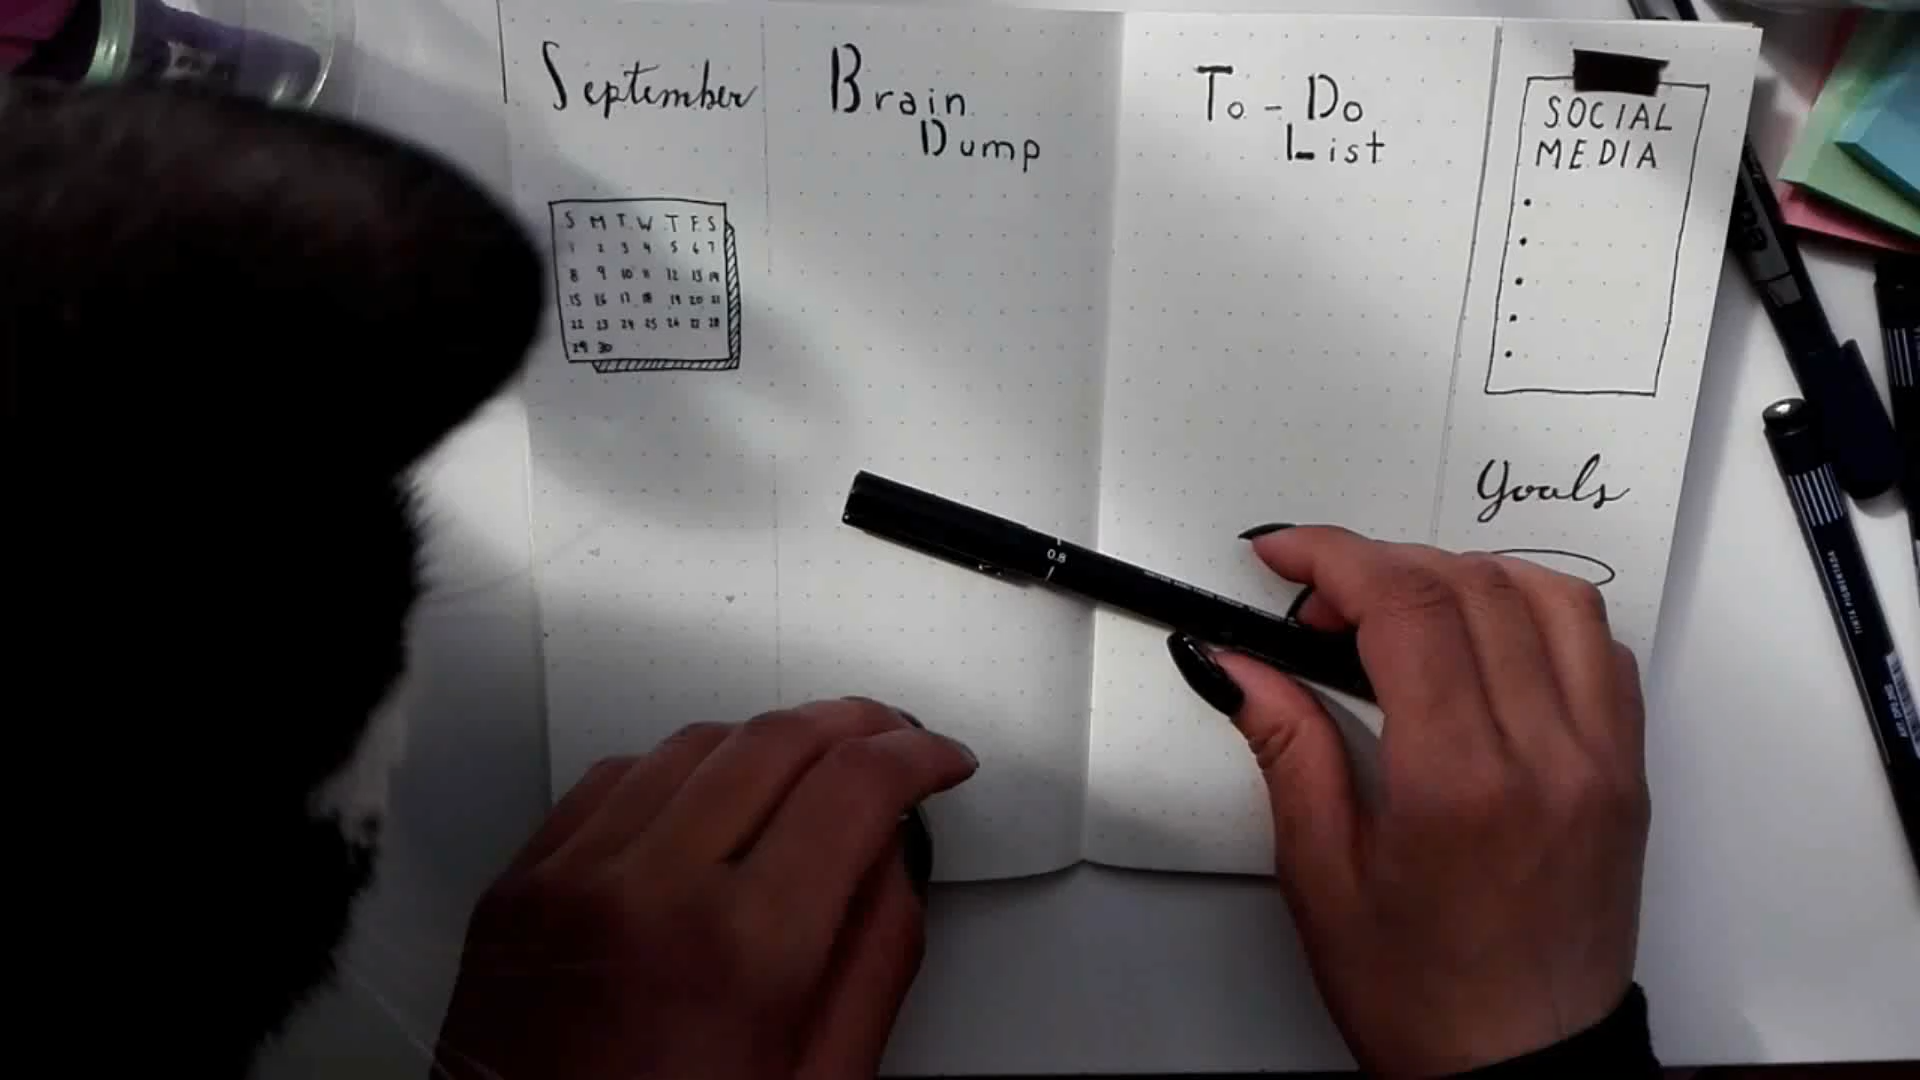 September
S M T W T F S
1 2 3 4 5 6 7
8 9 10 11 12 13 14
15 16 17 18 19 20 21
22 23 24 25 26 27 28
29 30
Brain
Dump
To-Do
List
SOCIAL
MEDIA
Goals
0.8
TINTA PIGMENTADA